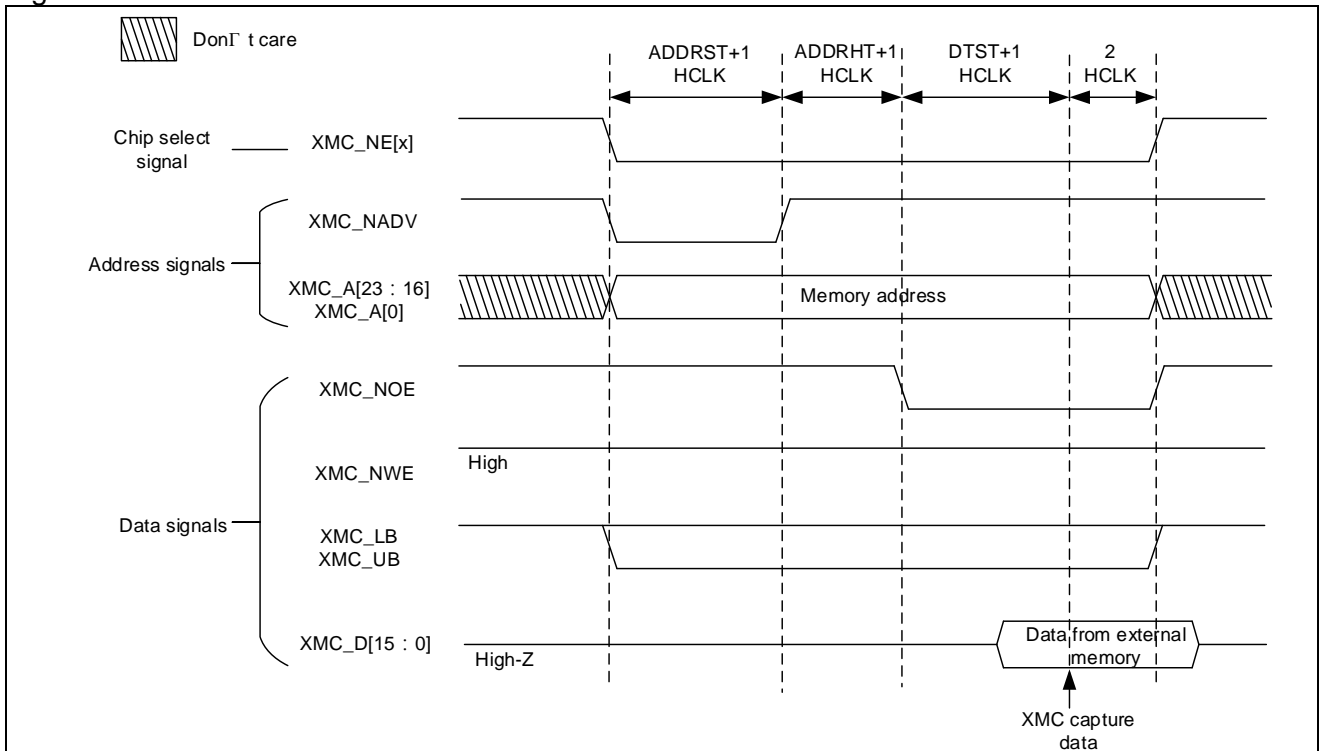 DonΓ t care
ADDRST+1
HCLK
ADDRHT+1
HCLK
DTST+1
HCLK
2
HCLK
Chip select
signal
XMC_NE[x]
Address signals
XMC_NADV
XMC_A[23 : 16]
XMC_A[0]
Memory address
Data signals
XMC_NOE
XMC_NWE
High
XMC_LB
XMC_UB
XMC_D[15 : 0]
High-Z
Data from external
memory
XMC capture
data